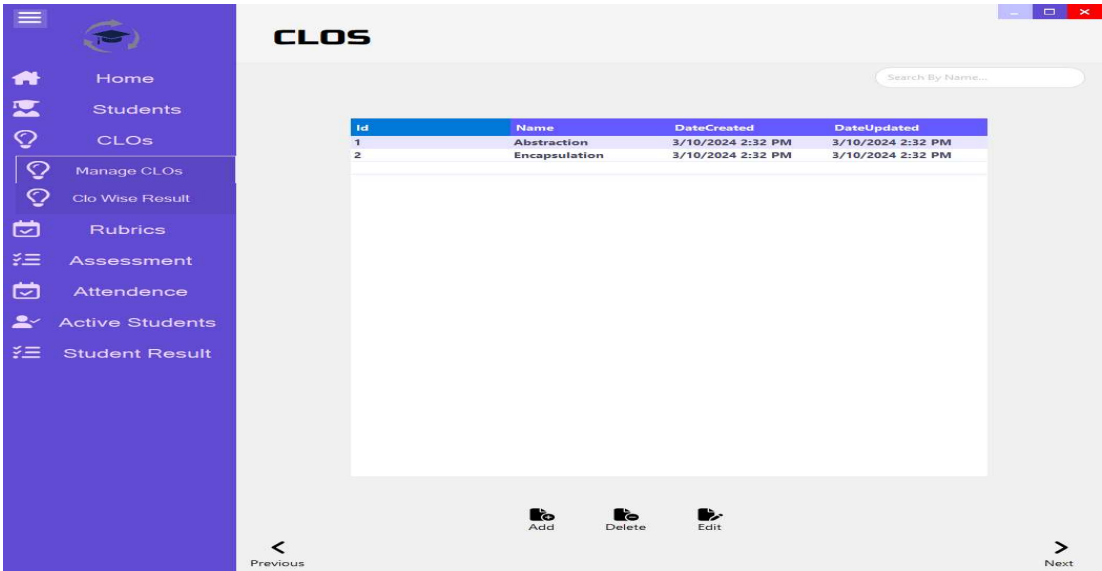 CLOS
Home
Students
CLOs
Manage CLOs
Clo Wise Result
Rubrics
Assessment
Attendence
Active Students
Student Result
Search By Name...
Id Name DateCreated DateUpdated
1 Abstraction 3/10/2024 2:32 PM 3/10/2024 2:32 PM
2 Encapsulation 3/10/2024 2:32 PM 3/10/2024 2:32 PM
Add Delete Edit
Previous Next